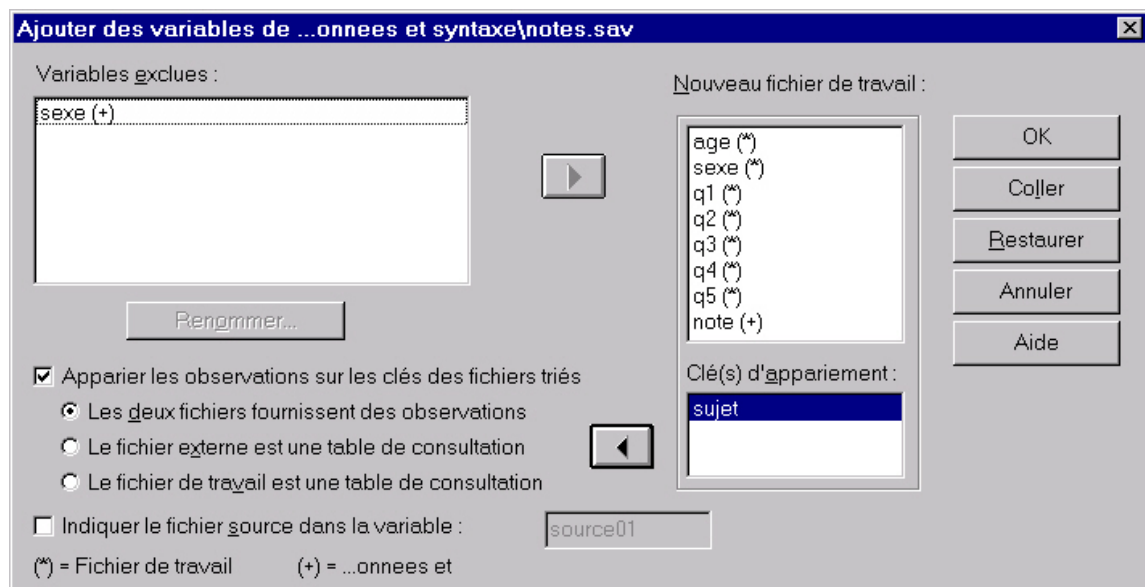 Ajouter des variables de ...onnees et syntaxe\notes.sav
Variables exclues :
sexe (+)
Renommer...
Nouveau fichier de travail :
age (*)
sexe (*)
q1 (*)
q2 (*)
q3 (*)
q4 (*)
q5 (*)
note (+)
Clé(s) d'appariement :
sujet
OK
Coller
Restaurer
Annuler
Aide
Apparier les observations sur les clés des fichiers triés
Les deux fichiers fournissent des observations
Le fichier externe est une table de consultation
Le fichier de travail est une table de consultation
Indiquer le fichier source dans la variable :
source01
(*) = Fichier de travail
(+) = ...onnees et